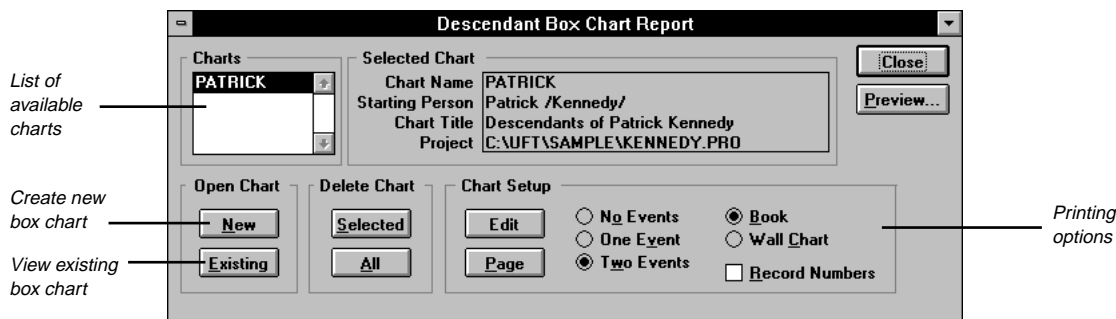 Descendant Box Chart Report
List of
available
charts
Charts
PATRICK
Selected Chart
Chart Name PATRICK
Starting Person Patrick /Kennedy/
Chart Title Descendants of Patrick Kennedy
Project C:\UFT\SAMPLE\KENNEDY.PRO
Close
Preview...
Create new
box chart
View existing
box chart
Open Chart
New
Existing
Delete Chart
Selected
All
Chart Setup
Edit
Page
No Events
One Event
Two Events
Book
Wall Chart
Record Numbers
Printing
options